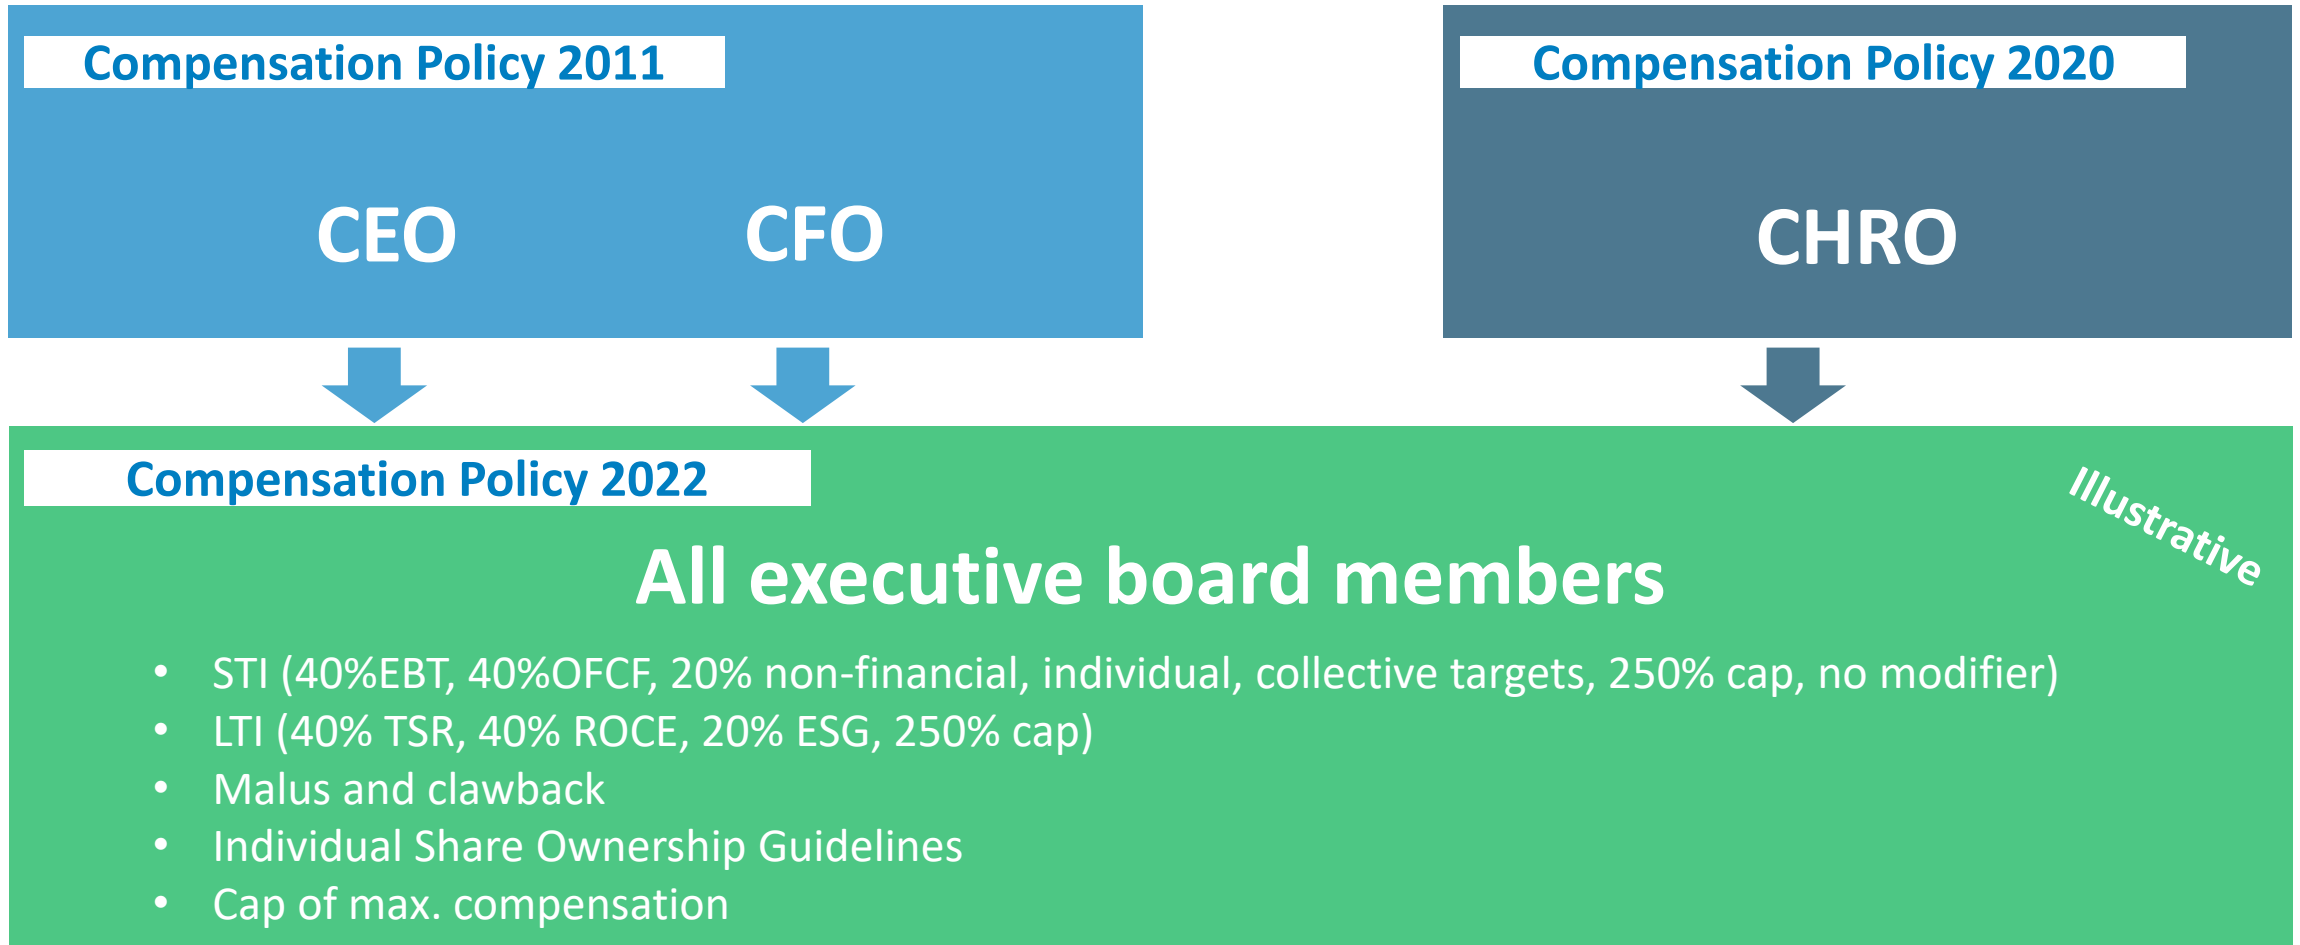 Compensation Policy 2011
CEO
CFO
Compensation Policy 2020
CHRO
Compensation Policy 2022
Illustrative
All executive board members
• STI (40%EBT, 40%OFCF, 20% non-financial, individual, collective targets, 250% cap, no modifier)
• LTI (40% TSR, 40% ROCE, 20% ESG, 250% cap)
• Malus and clawback
• Individual Share Ownership Guidelines
• Cap of max. compensation